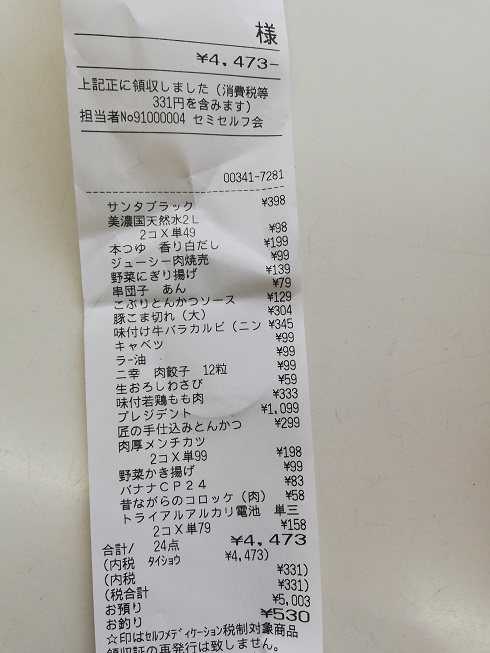 様
¥4,473-
上記正に領収しました（消費税等
331円を含みます）
担当者No91000004 セミセルフ会
00341-7281
サンタブラック ¥398
美濃国天然水2L
2コX単49 ¥98
本つゆ 香り白だし ¥199
ジューシー肉焼売 ¥99
野菜にぎり揚げ ¥139
串団子 あん ¥79
こぶりとんかつソース ¥129
豚こま切れ（大） ¥304
味付け牛バラカルビ（ニン ¥345
キャベツ ¥99
ラー油 ¥99
二幸 肉餃子 12粒 ¥99
生おろしわさび ¥59
味付若鶏もも肉 ¥333
プレジデント ¥1,099
匠の手仕込みとんかつ ¥299
肉厚メンチカツ
2コX単99 ¥198
野菜かき揚げ ¥99
バナナCP24 ¥83
昔ながらのコロッケ（肉） ¥58
トライアルアルカリ電池 単三
2コX単79 ¥158
合計/ 24点 ¥4,473
(内税 タイショウ ¥4,473)
(内税 ¥331)
(税合計 ¥331)
お預り ¥5,003
お釣り ¥530
☆印はセルフメディケーション税制対象商品
領収証の再発行は致しません。